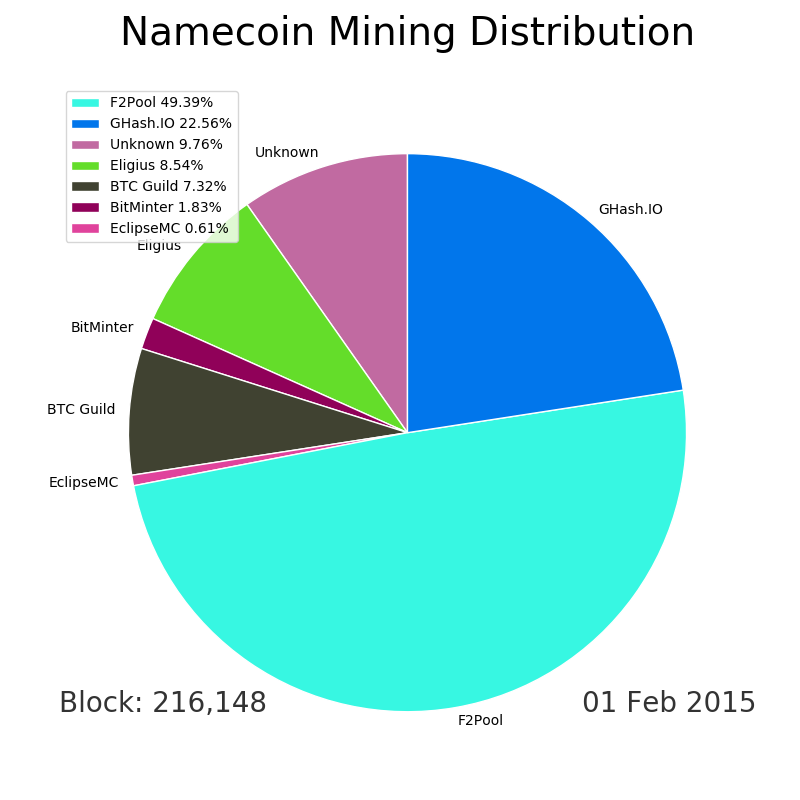 Namecoin Mining Distribution
F2Pool 49.39%
GHash.IO 22.56%
Unknown 9.76%
Eligius 8.54%
BTC Guild 7.32%
BitMinter 1.83%
EclipseMC 0.61%
Unknown
GHash.IO
Eligius
BitMinter
BTC Guild
EclipseMC
F2Pool
Block: 216,148
01 Feb 2015